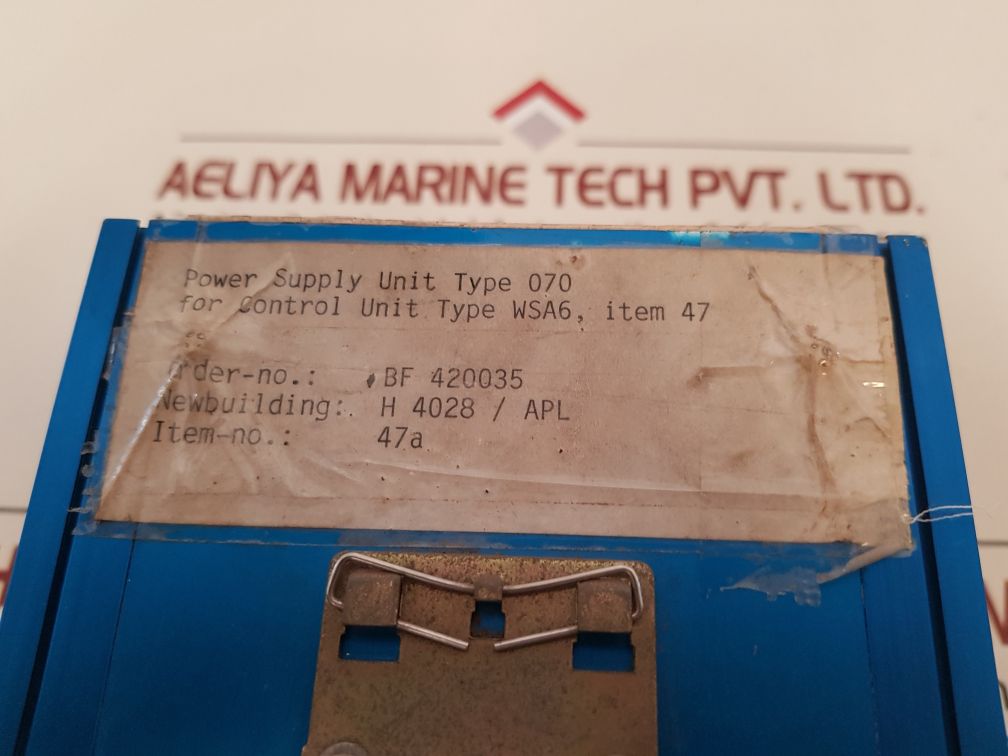 AELIYA MARINE TECH PVT. LTD.
Power Supply Unit Type 070
for Control Unit Type WSA6, item 47
Order-no.: BF 420035
Newbuilding: H 4028 / APL
Item-no.: 47a